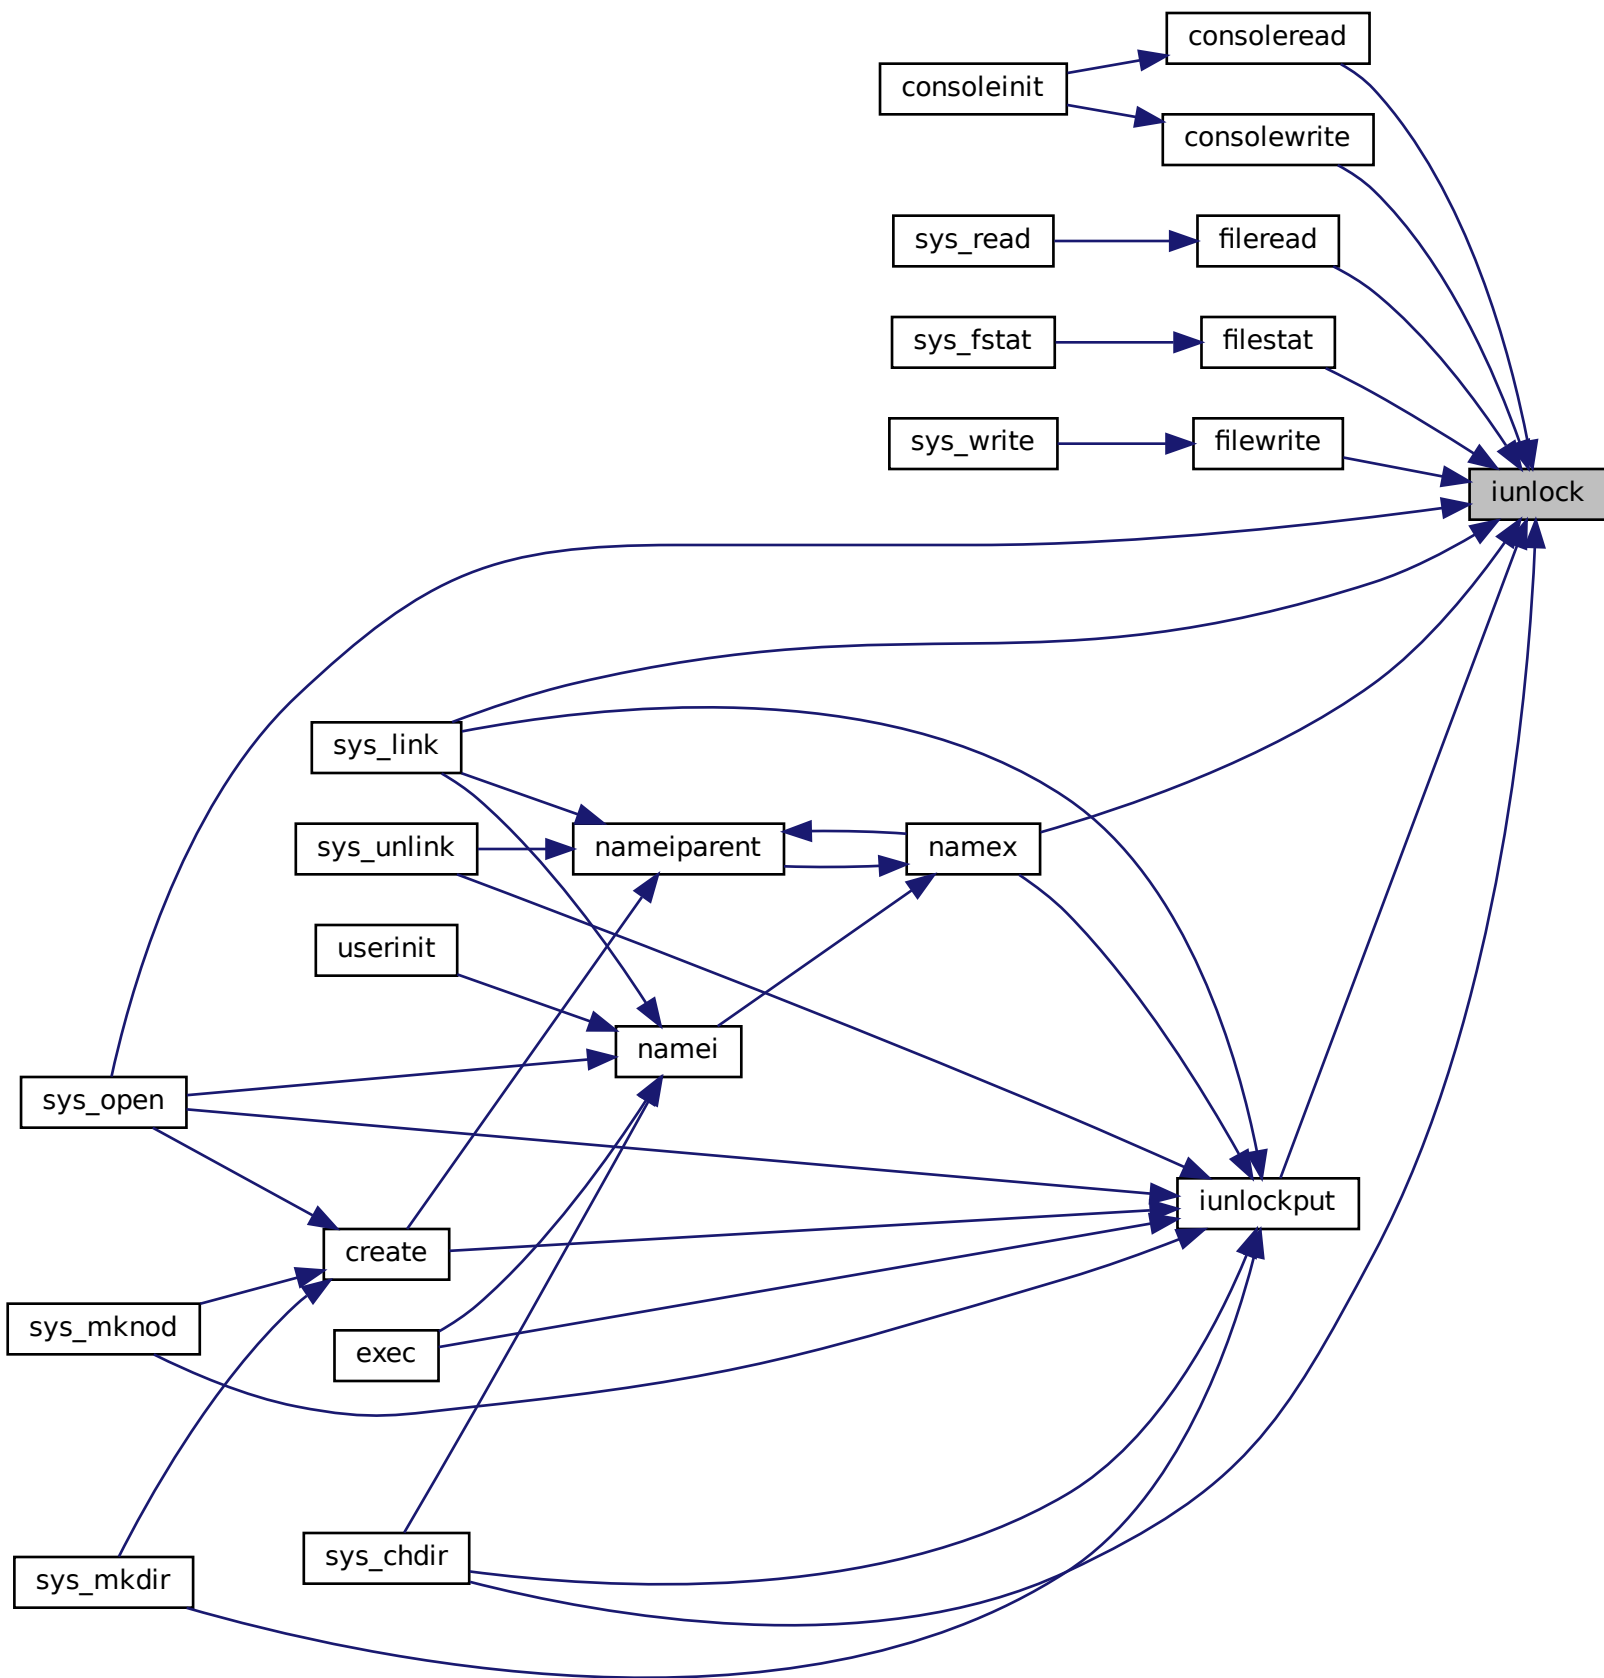 consoleread
consoleinit
consolewrite
sys_read
fileread
sys_fstat
filestat
sys_write
filewrite
iunlock
sys_link
sys_unlink
nameiparent
namex
userinit
namei
sys_open
iunlockput
create
sys_mknod
exec
sys_chdir
sys_mkdir